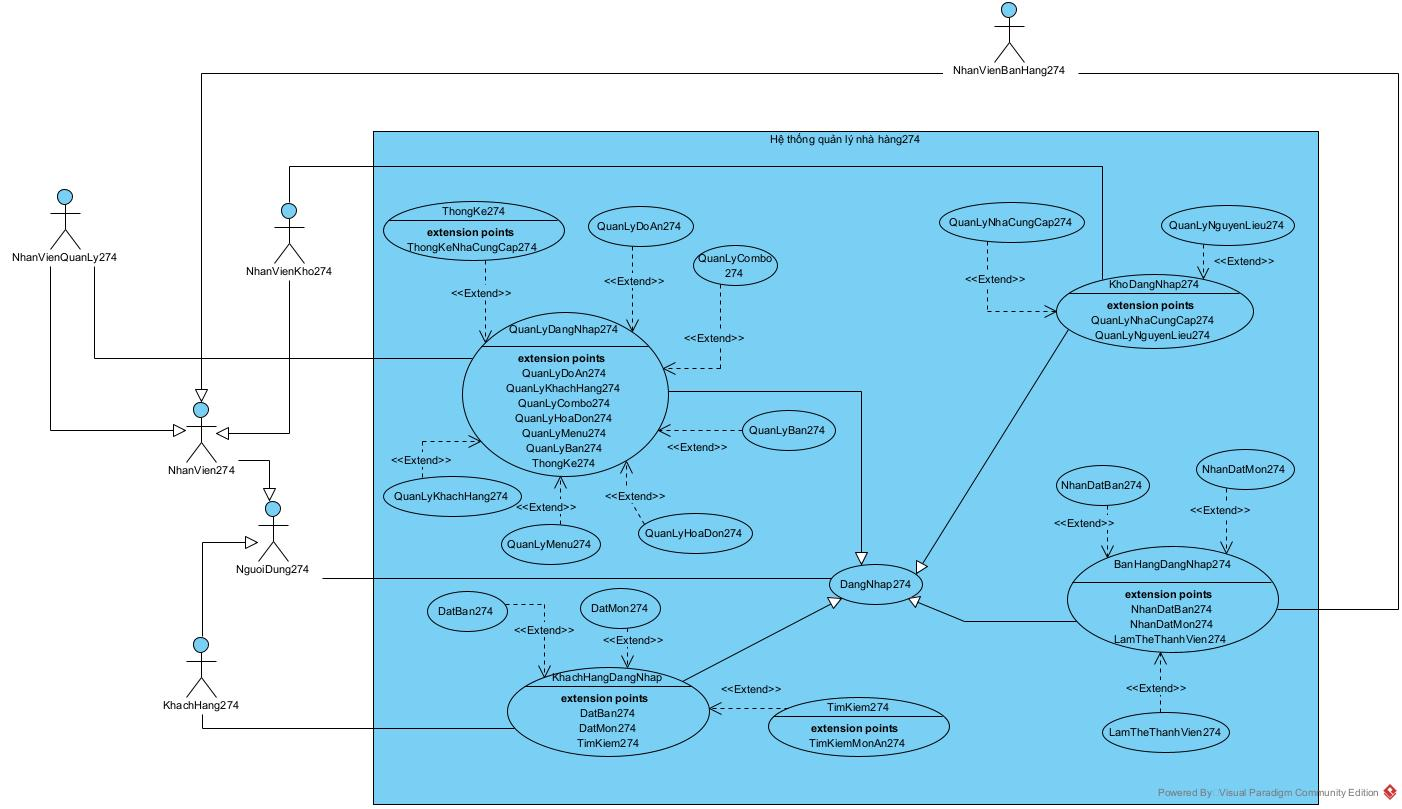 NhanVienBanHang274
Hệ thống quản lý nhà hàng274
NhanVienQuanLy274
NhanVienKho274
ThongKe274
extension points
ThongKeNhaCungCap274
QuanLyDoAn274
QuanLyCombo
274
QuanLyNhaCungCap274
QuanLyNguyenLieu274
<<Extend>>
<<Extend>>
<<Extend>>
<<Extend>>
<<Extend>>
KhoDangNhap274
extension points
QuanLyNhaCungCap274
QuanLyNguyenLieu274
QuanLyDangNhap274
extension points
QuanLyDoAn274
QuanLyKhachHang274
QuanLyCombo274
QuanLyHoaDon274
QuanLyMenu274
QuanLyBan274
ThongKe274
QuanLyBan274
<<Extend>>
<<Extend>>
NhanVien274
QuanLyKhachHang274
<<Extend>>
<<Extend>>
QuanLyMenu274
QuanLyHoaDon274
NhanDatBan274
NhanDatMon274
<<Extend>>
<<Extend>>
NguoiDung274
DangNhap274
BanHangDangNhap274
extension points
NhanDatBan274
NhanDatMon274
LamTheThanhVien274
DatBan274
DatMon274
<<Extend>>
<<Extend>>
KhachHang274
KhachHangDangNhap
extension points
DatBan274
DatMon274
TimKiem274
<<Extend>>
TimKiem274
extension points
TimKiemMonAn274
<<Extend>>
LamTheThanhVien274
Powered By: Visual Paradigm Community Edition